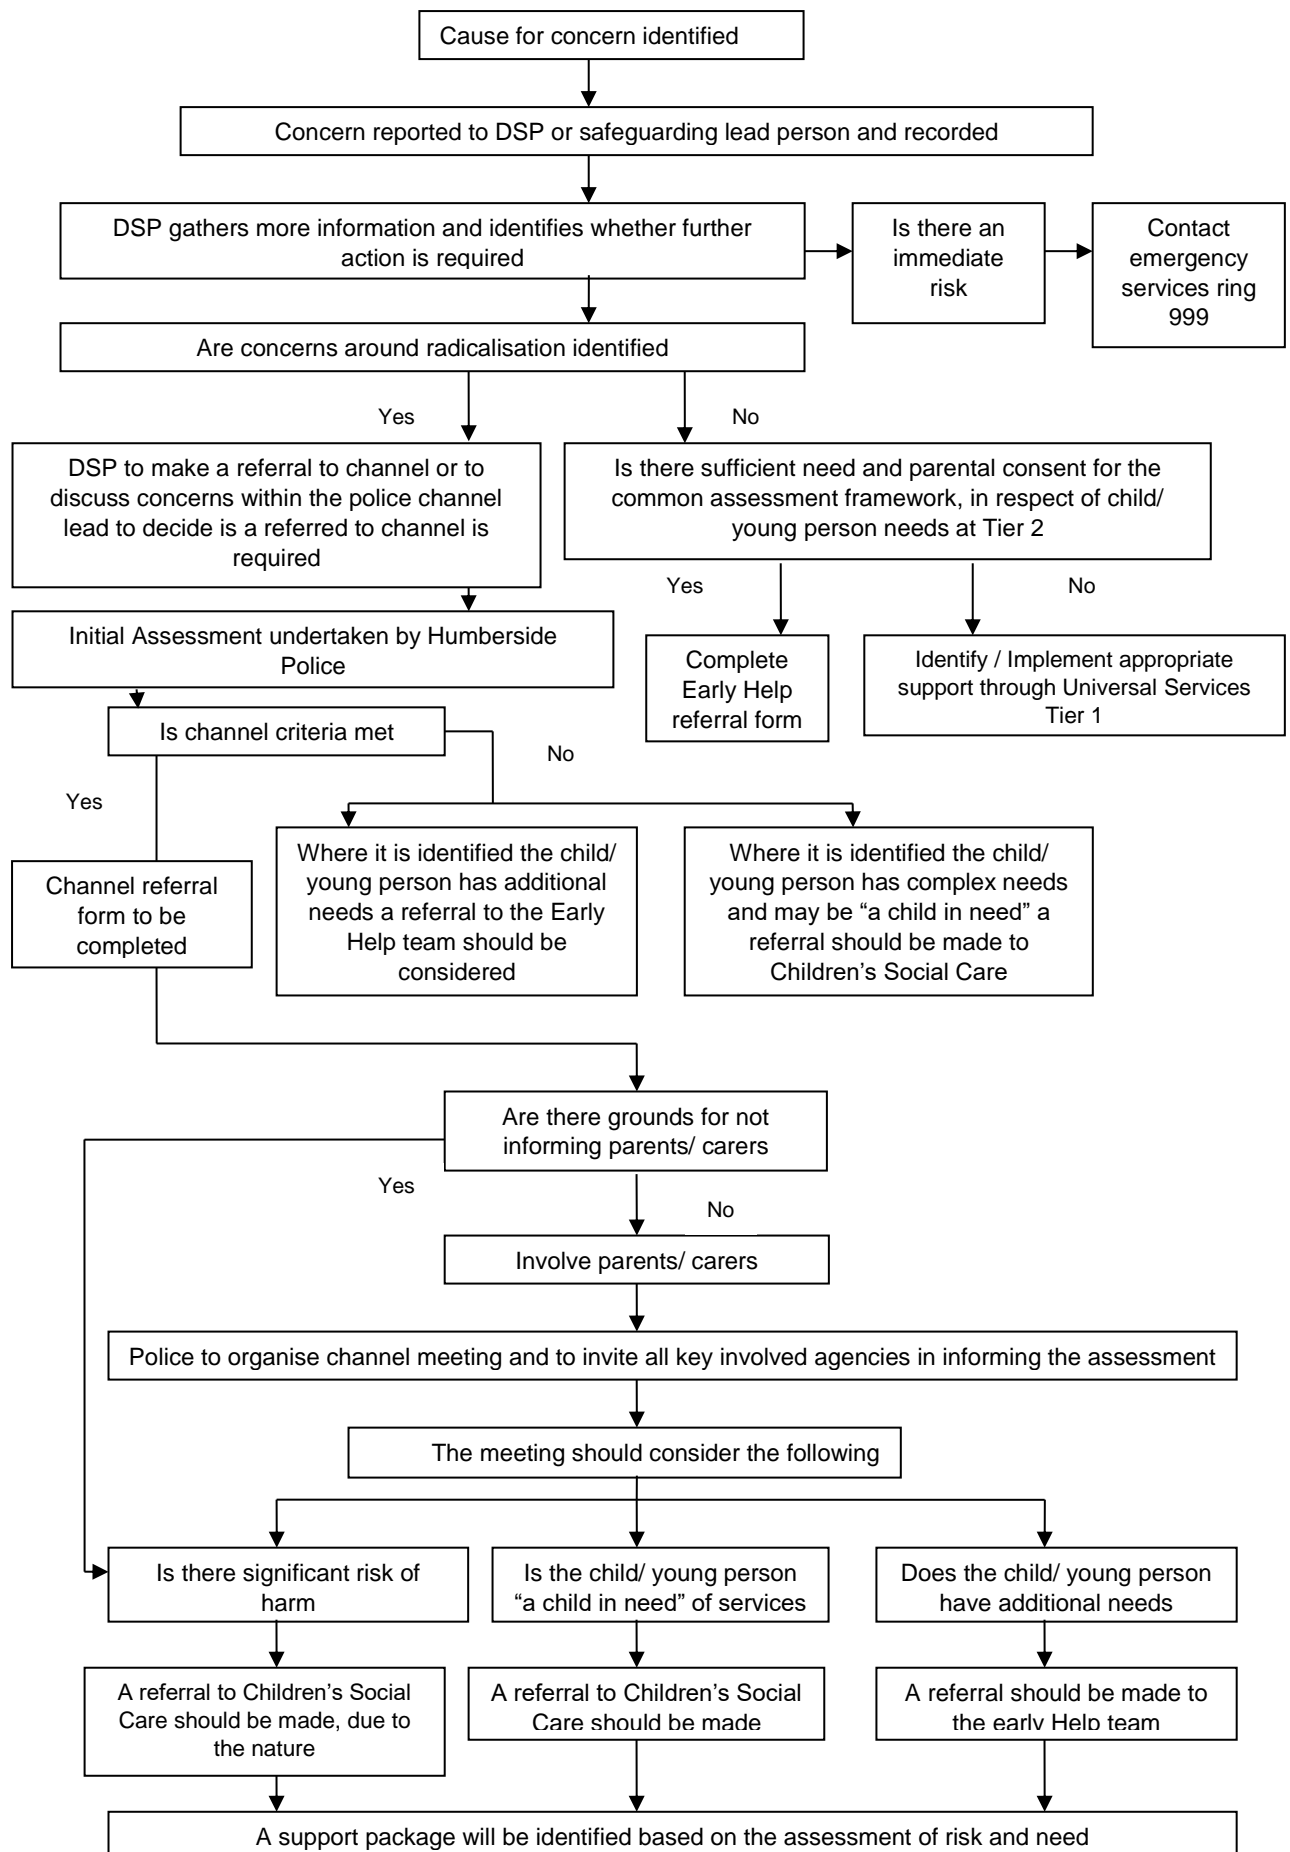 Cause for concern identified
Concern reported to DSP or safeguarding lead person and recorded
DSP gathers more information and identifies whether further
action is required
Is there an
immediate
risk
Contact
emergency
services ring
999
Are concerns around radicalisation identified
Yes
No
DSP to make a referral to channel or to
discuss concerns within the police channel
lead to decide is a referred to channel is
required
Is there sufficient need and parental consent for the
common assessment framework, in respect of child/
young person needs at Tier 2
Yes
No
Initial Assessment undertaken by Humberside
Police
Complete
Early Help
referral form
Identify / Implement appropriate
support through Universal Services
Tier 1
Is channel criteria met
No
Yes
Channel referral
form to be
completed
Where it is identified the child/
young person has additional
needs a referral to the Early
Help team should be
considered
Where it is identified the child/
young person has complex needs
and may be “a child in need” a
referral should be made to
Children’s Social Care
Are there grounds for not
informing parents/ carers
Yes
No
Involve parents/ carers
Police to organise channel meeting and to invite all key involved agencies in informing the assessment
The meeting should consider the following
Is there significant risk of
harm
Is the child/ young person
“a child in need” of services
Does the child/ young person
have additional needs
A referral to Children’s Social
Care should be made, due to
the nature
A referral to Children’s Social
Care should be made
A referral should be made to
the early Help team
A support package will be identified based on the assessment of risk and need